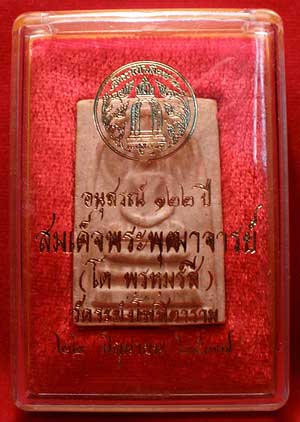 อนุสรณ์ ๑๒๒ ปี
สมเด็จพระพุฒาจารย์
(โต พรหมรังสี)
วัดระฆังโฆสิตาราม
๒๒ มิถุนายน ๒๕๓๗